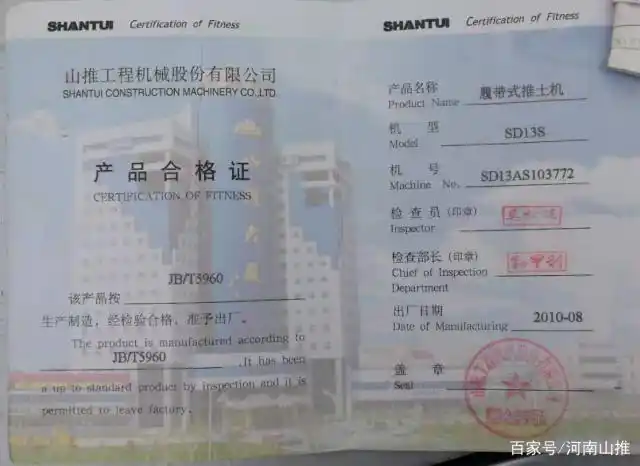 SHANTUI Certification of Fitness
山推工程机械股份有限公司
SHANTUI CONSTRUCTION MACHINERY CO.,LTD.
产品合格证
CERTIFICATION OF FITNESS
JB/T5960
该产品按
生产制造，经检验合格，准予出厂。
The product is manufactured according to
JB/T5960 .It has been
a up-to-standard product by inspection and it is
permitted to leave factory.
SHANTUI Certification of Fitness
产品名称 履带式推土机
Product Name
机 型 SD13S
Model
机 号 SD13AS103772
Machine No.
检 查 员 (印章)
Inspector
检查部长 (印章)
Chief of Inspection
Department
出厂日期 2010-08
Date of Manufacturing
盖 章
Seal
百家号/河南山推